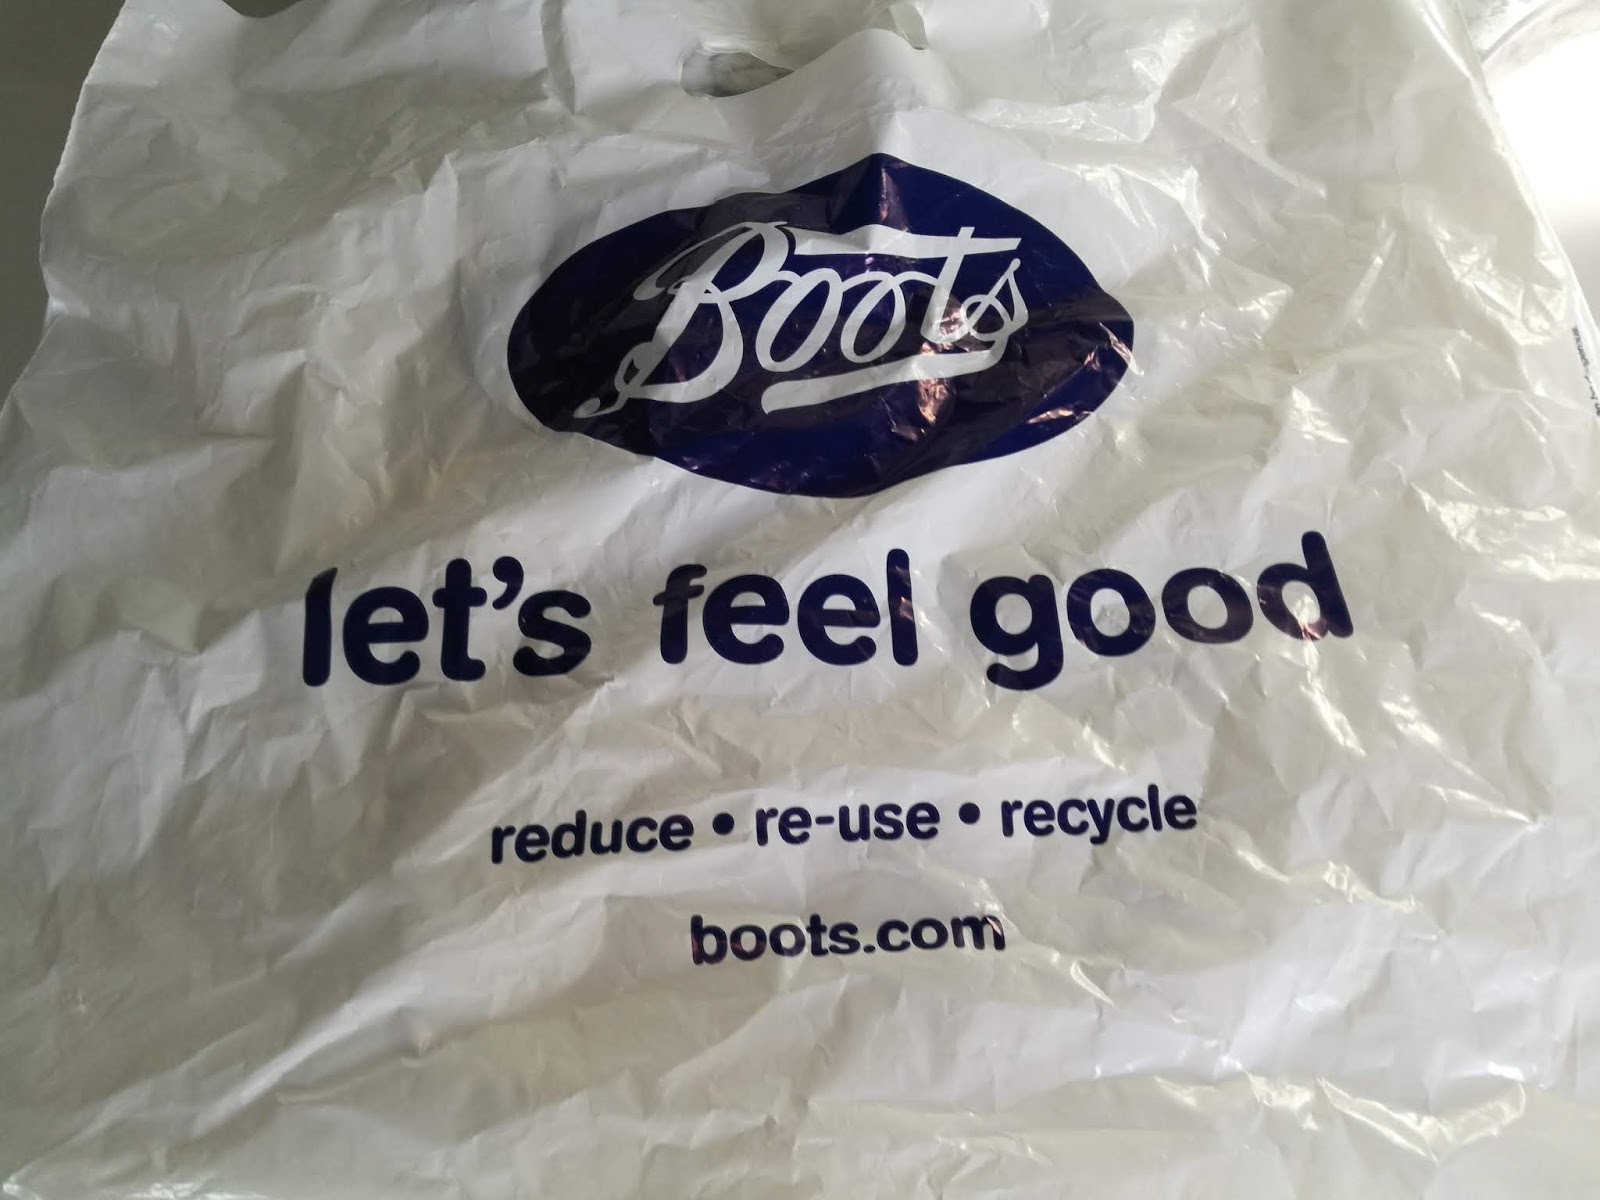 Boots
let's feel good
reduce • re-use • recycle
boots.com